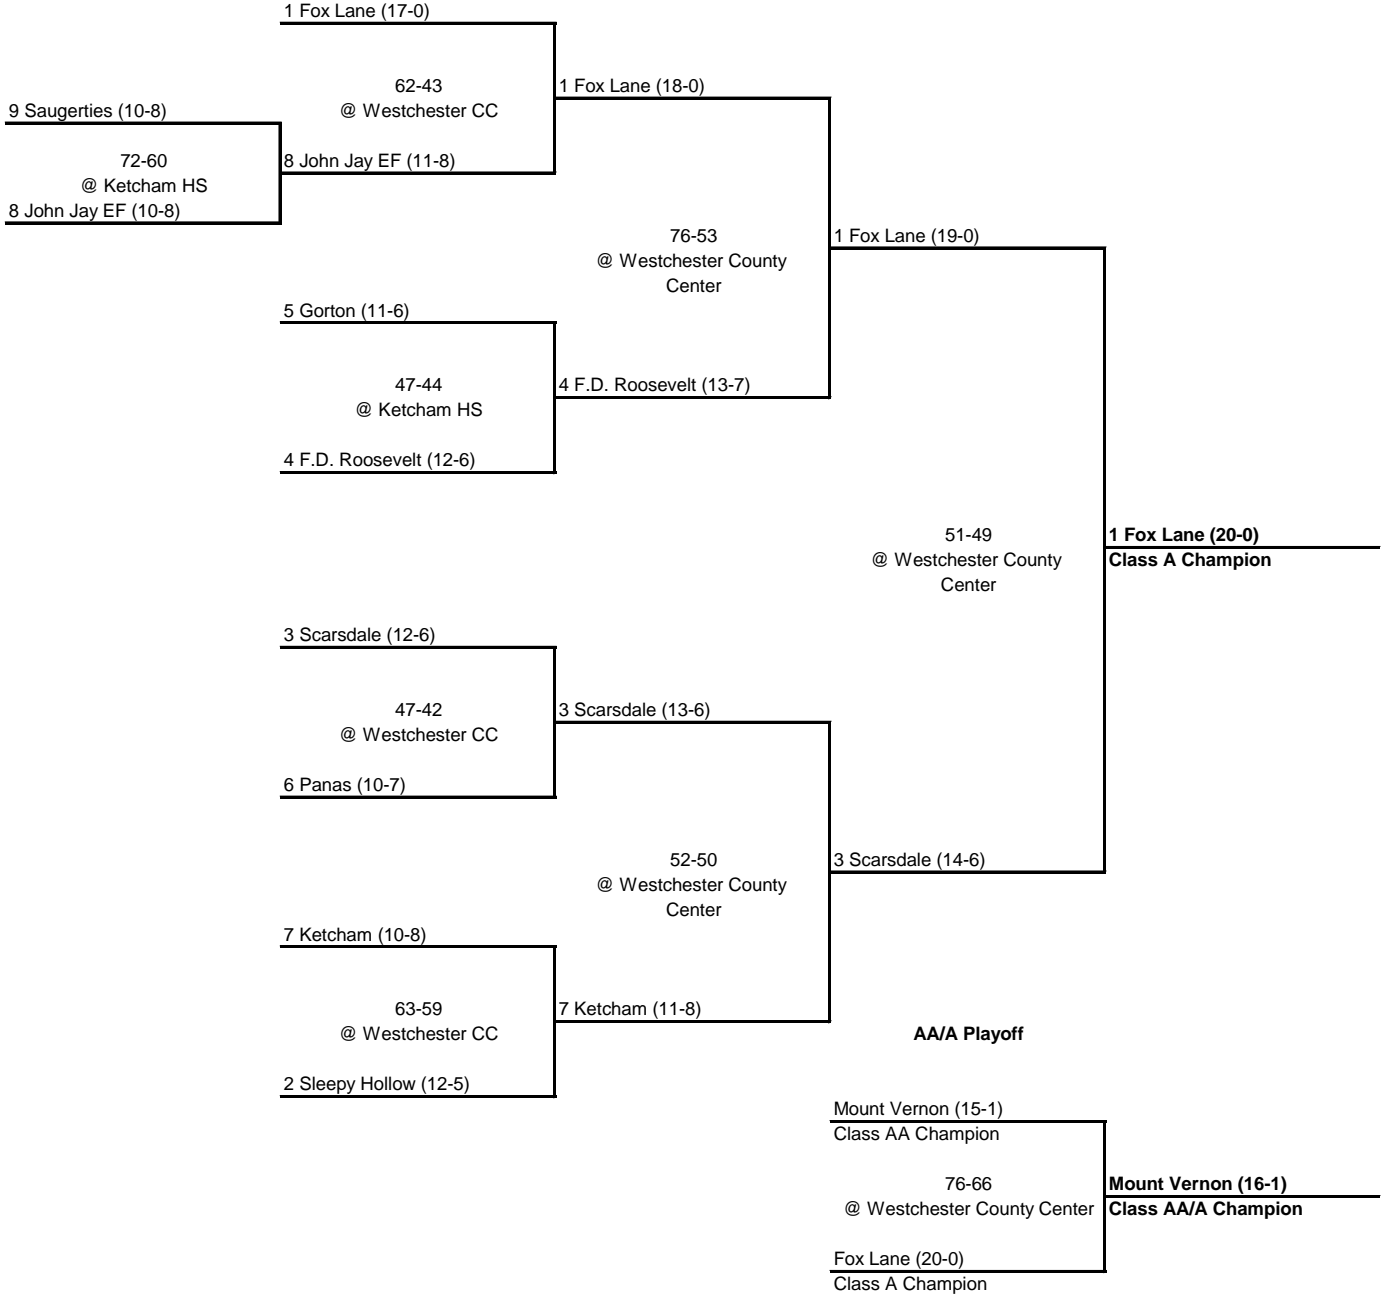 1 Fox Lane (17-0)
62-43
@ Westchester CC
1 Fox Lane (18-0)
9 Saugerties (10-8)
72-60
@ Ketcham HS
8 John Jay EF (11-8)
8 John Jay EF (10-8)
76-53
@ Westchester County
Center
1 Fox Lane (19-0)
5 Gorton (11-6)
47-44
@ Ketcham HS
4 F.D. Roosevelt (13-7)
4 F.D. Roosevelt (12-6)
51-49
@ Westchester County
Center
1 Fox Lane (20-0)
Class A Champion
3 Scarsdale (12-6)
47-42
@ Westchester CC
3 Scarsdale (13-6)
6 Panas (10-7)
52-50
@ Westchester County
Center
3 Scarsdale (14-6)
7 Ketcham (10-8)
63-59
@ Westchester CC
7 Ketcham (11-8)
2 Sleepy Hollow (12-5)
AA/A Playoff
Mount Vernon (15-1)
Class AA Champion
76-66
@ Westchester County Center
Mount Vernon (16-1)
Class AA/A Champion
Fox Lane (20-0)
Class A Champion